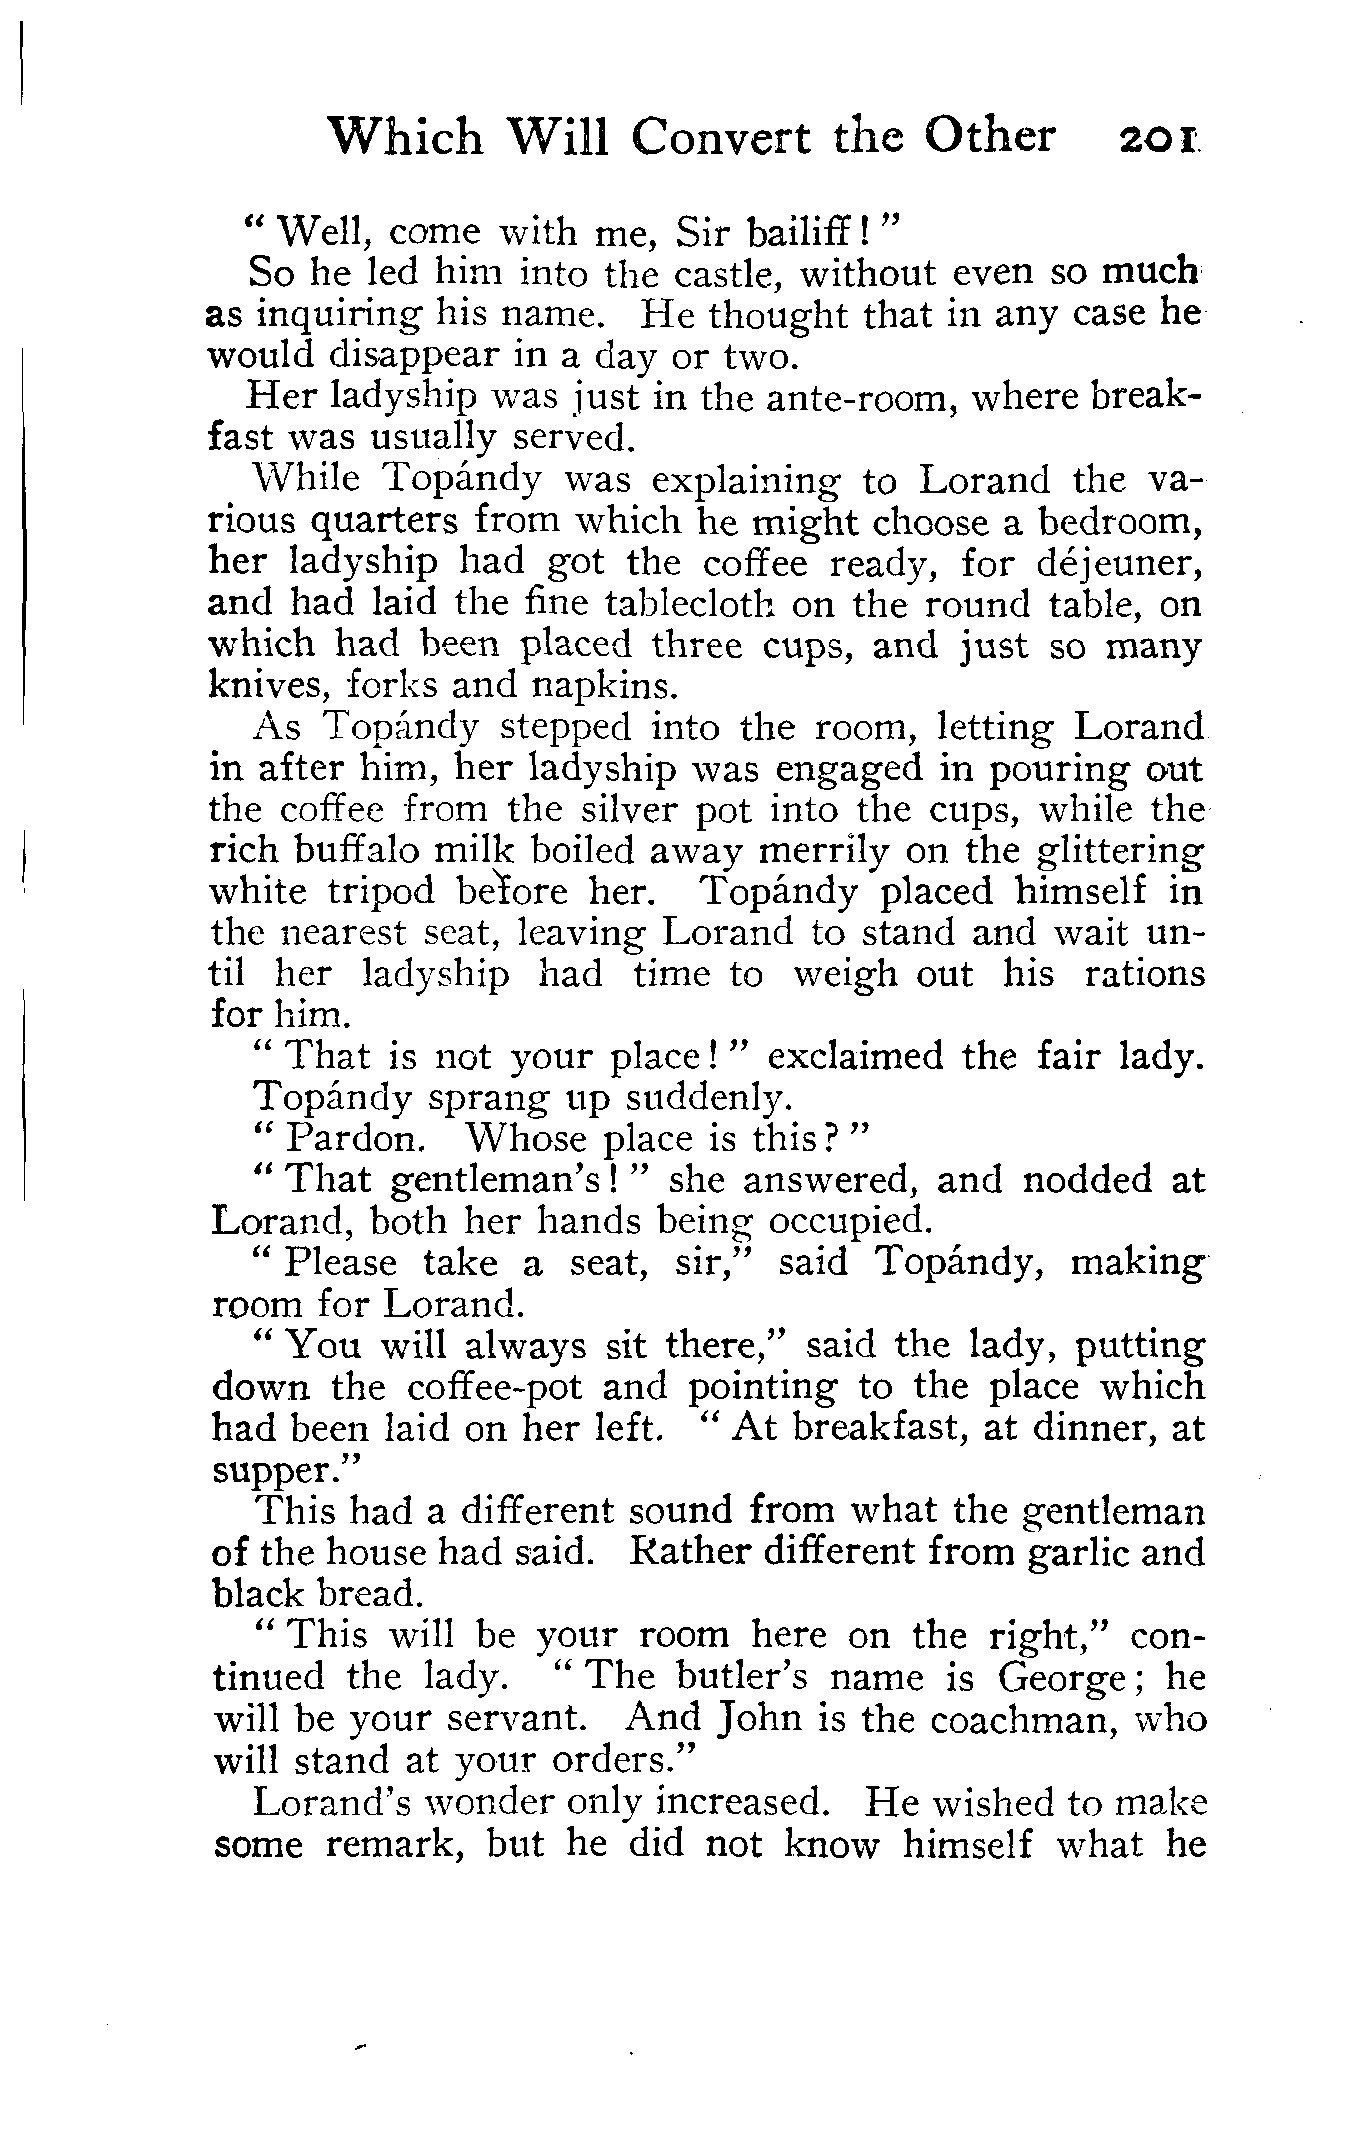 Which Will Convert the Other 201
“ Well, come with me, Sir bailiff! ”
So he led him into the castle, without even so much
as inquiring his name. He thought that in any case he
would disappear in a day or two.
Her ladyship was just in the ante-room, where break-
fast was usually served.
While Topándy was explaining to Lorand the va-
rious quarters from which he might choose a bedroom,
her ladyship had got the coffee ready, for déjeuner,
and had laid the fine tablecloth on the round table, on
which had been placed three cups, and just so many
knives, forks and napkins.
As Topándy stepped into the room, letting Lorand
in after him, her ladyship was engaged in pouring out
the coffee from the silver pot into the cups, while the
rich buffalo milk boiled away merrily on the glittering
white tripod before her. Topándy placed himself in
the nearest seat, leaving Lorand to stand and wait un-
til her ladyship had time to weigh out his rations
for him.
“ That is not your place! ” exclaimed the fair lady.
Topándy sprang up suddenly.
“ Pardon. Whose place is this? ”
“ That gentleman's! ” she answered, and nodded at
Lorand, both her hands being occupied.
“ Please take a seat, sir,” said Topándy, making
room for Lorand.
“ You will always sit there,” said the lady, putting
down the coffee-pot and pointing to the place which
had been laid on her left. “ At breakfast, at dinner, at
supper.”
This had a different sound from what the gentleman
of the house had said. Rather different from garlic and
black bread.
“ This will be your room here on the right,” con-
tinued the lady. “ The butler's name is George; he
will be your servant. And John is the coachman, who
will stand at your orders.”
Lorand's wonder only increased. He wished to make
some remark, but he did not know himself what he